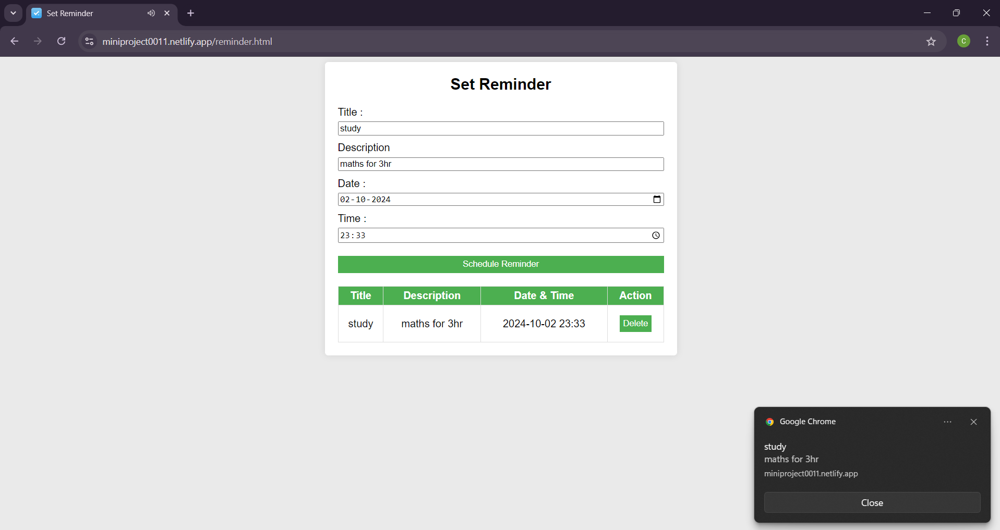 Set Reminder
miniproject0011.netlify.app/reminder.html
C
Set Reminder
Title :
study
Description
maths for 3hr
Date :
02-10-2024
Time :
23:33
Schedule Reminder
Title Description Date & Time Action
study maths for 3hr 2024-10-02 23:33 Delete
Google Chrome
study
maths for 3hr
miniproject0011.netlify.app
Close